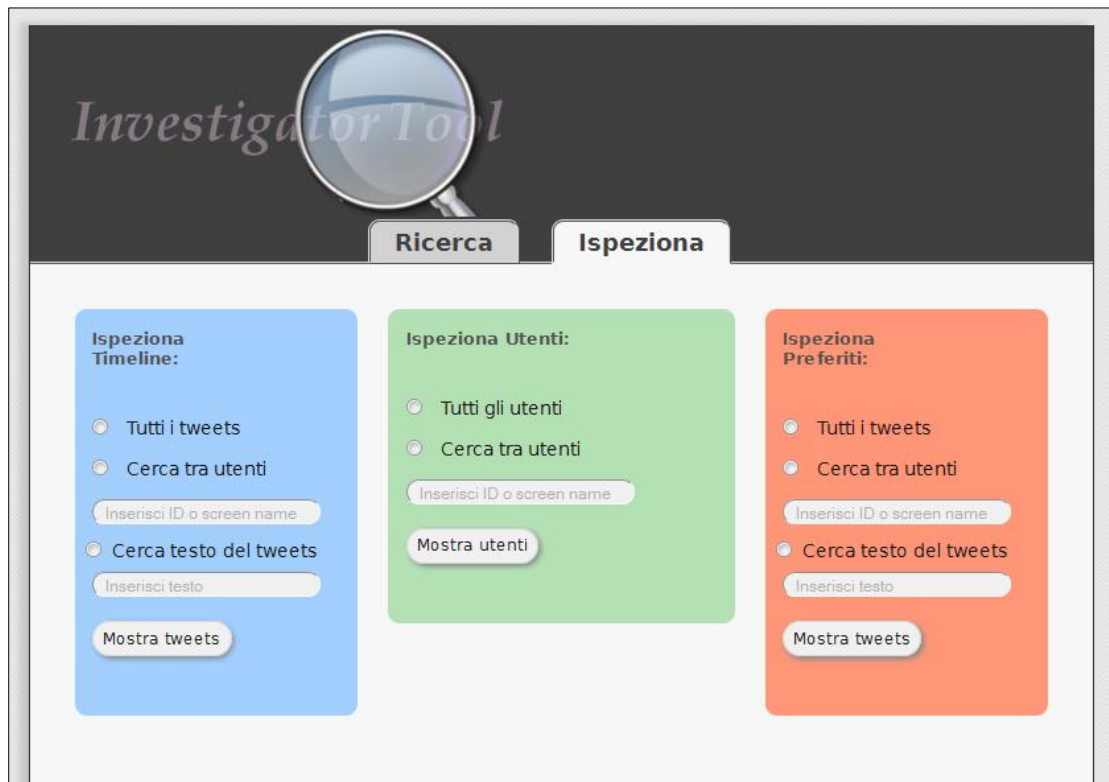 Investigator Tool
Ricerca
Ispeziona
Ispeziona
Timeline:
Tutti i tweets
Cerca tra utenti
Inserisci ID o screen name
Cerca testo del tweets
Inserisci testo
Mostra tweets
Ispeziona Utenti:
Tutti gli utenti
Cerca tra utenti
Inserisci ID o screen name
Mostra utenti
Ispeziona
Preferiti:
Tutti i tweets
Cerca tra utenti
Inserisci ID o screen name
Cerca testo del tweets
Inserisci testo
Mostra tweets